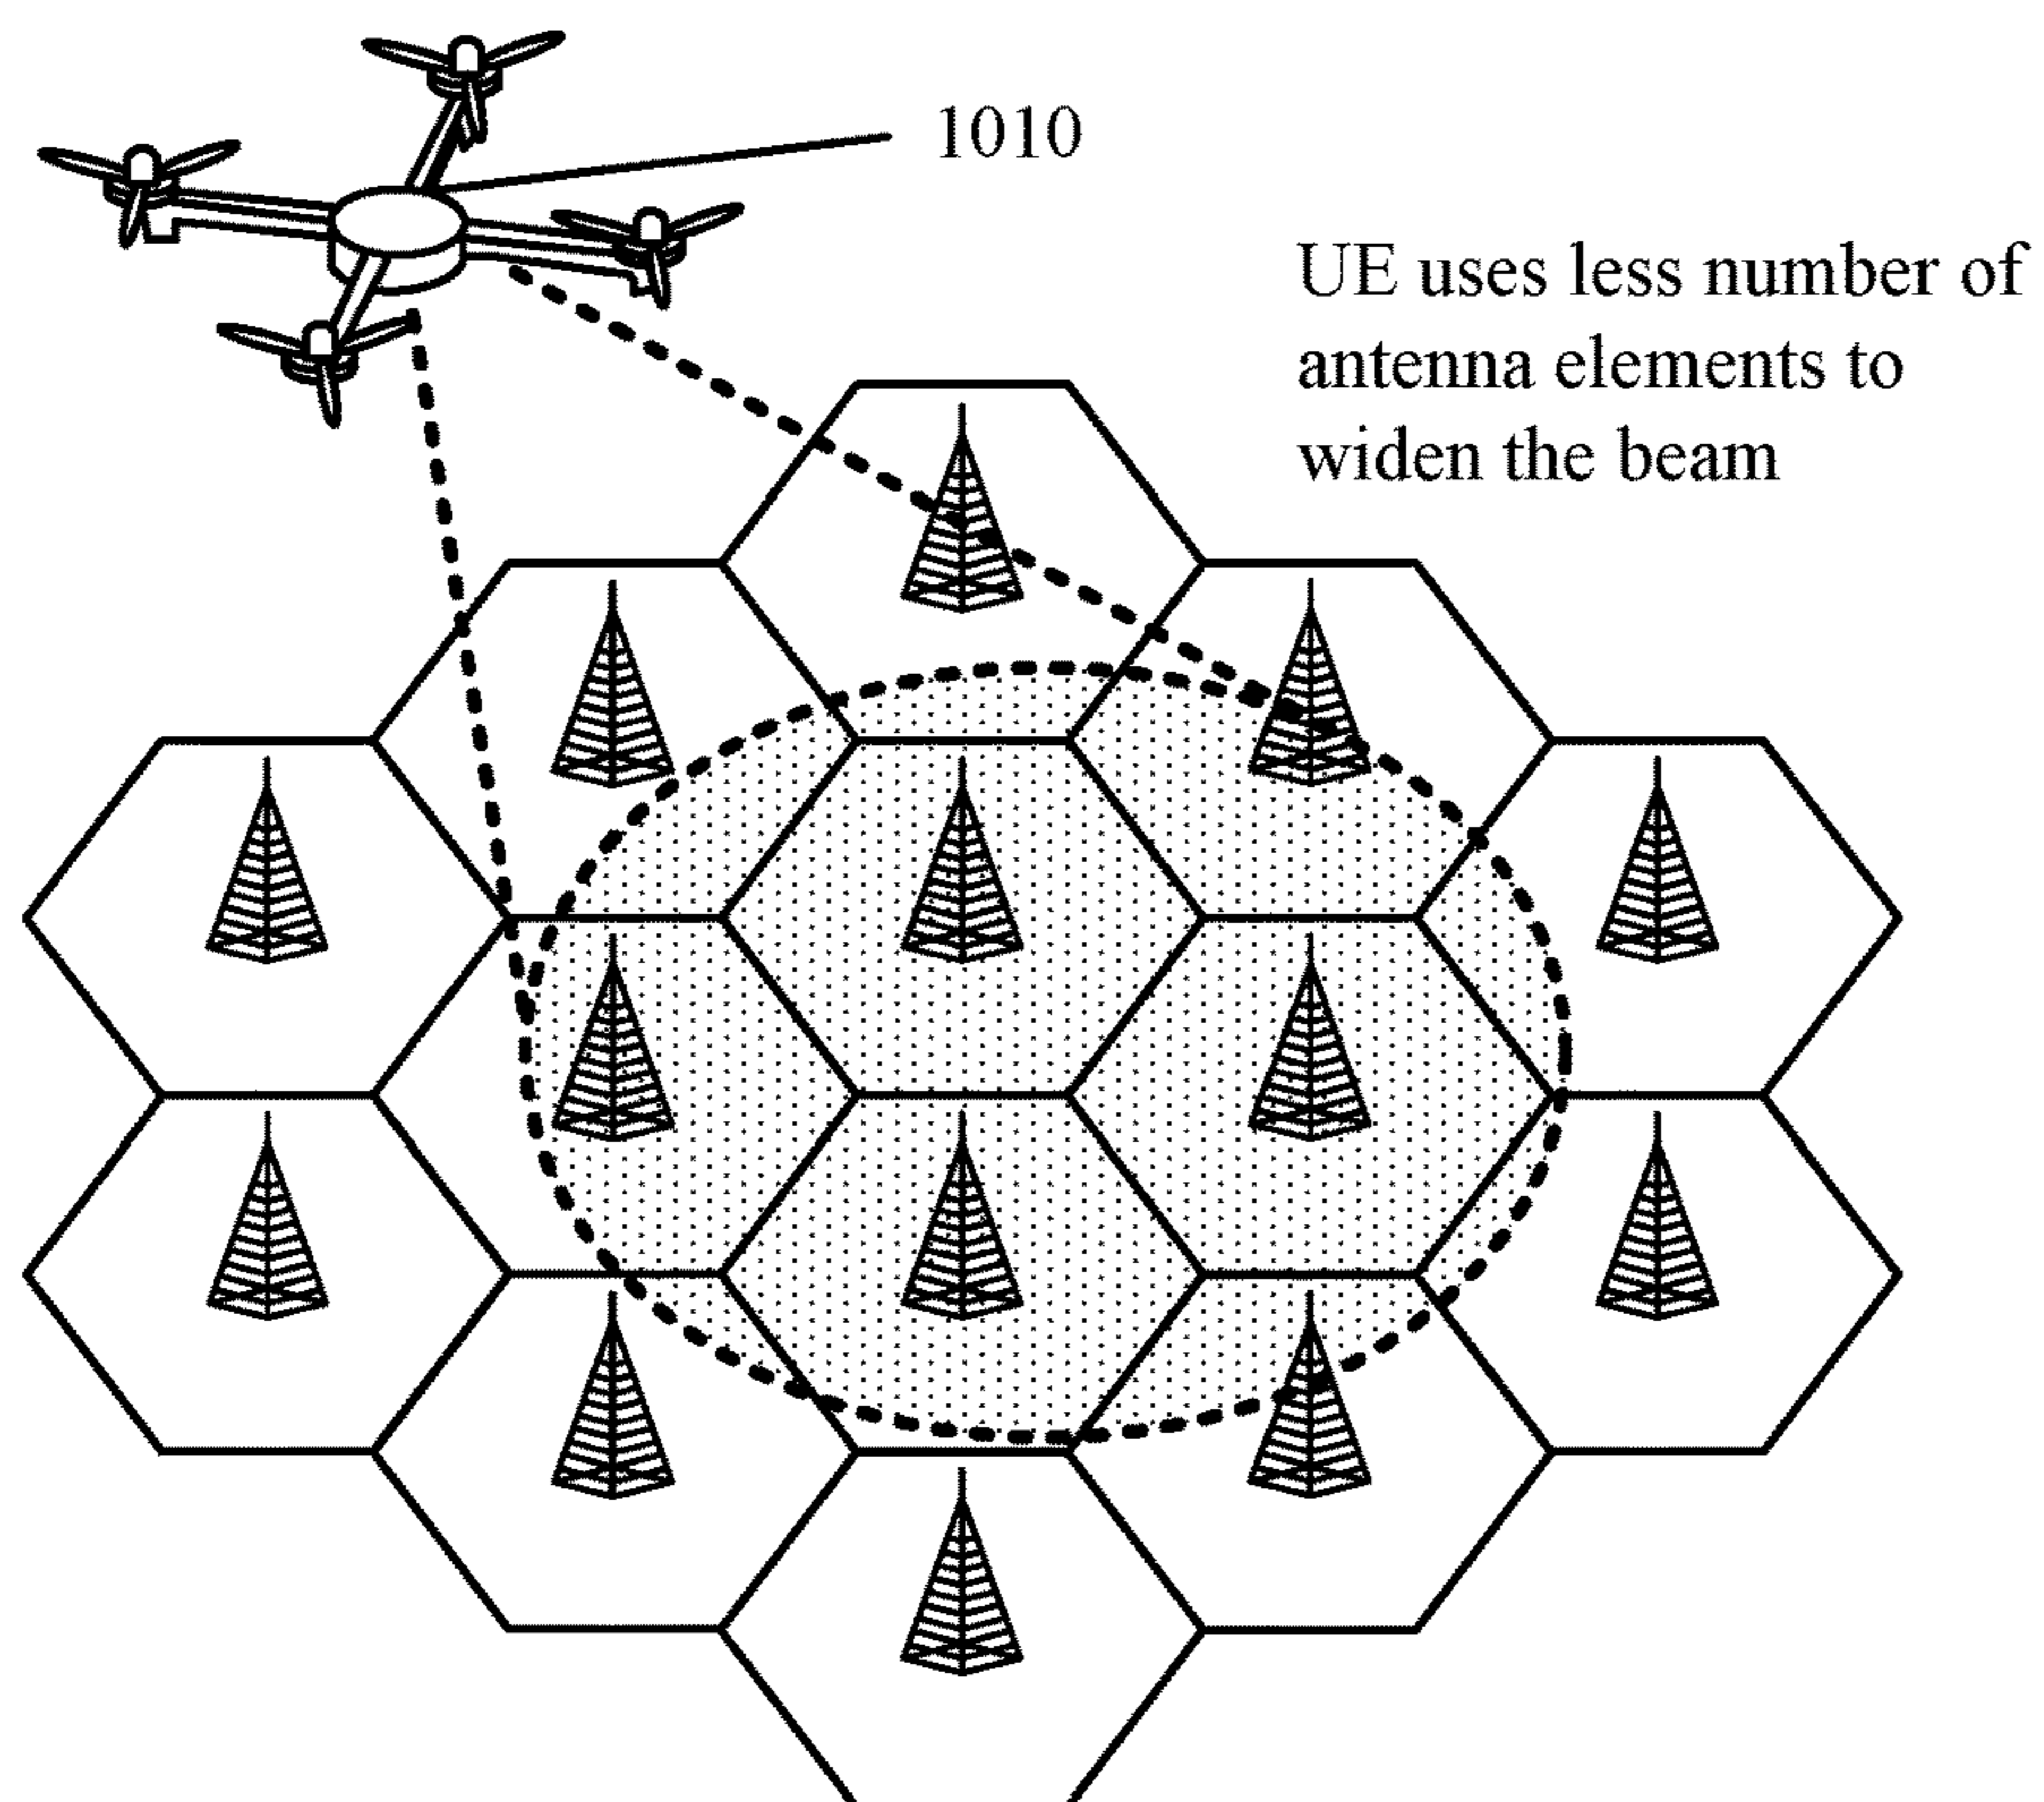 1010
UE uses less number of
antenna elements to
widen the beam